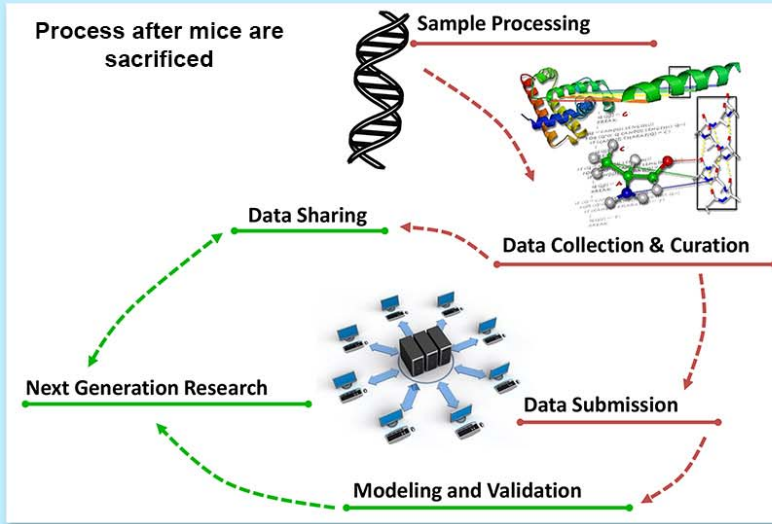 Process after mice are
sacrificed
Sample Processing
Data Sharing
Data Collection & Curation
Next Generation Research
Data Submission
Modeling and Validation